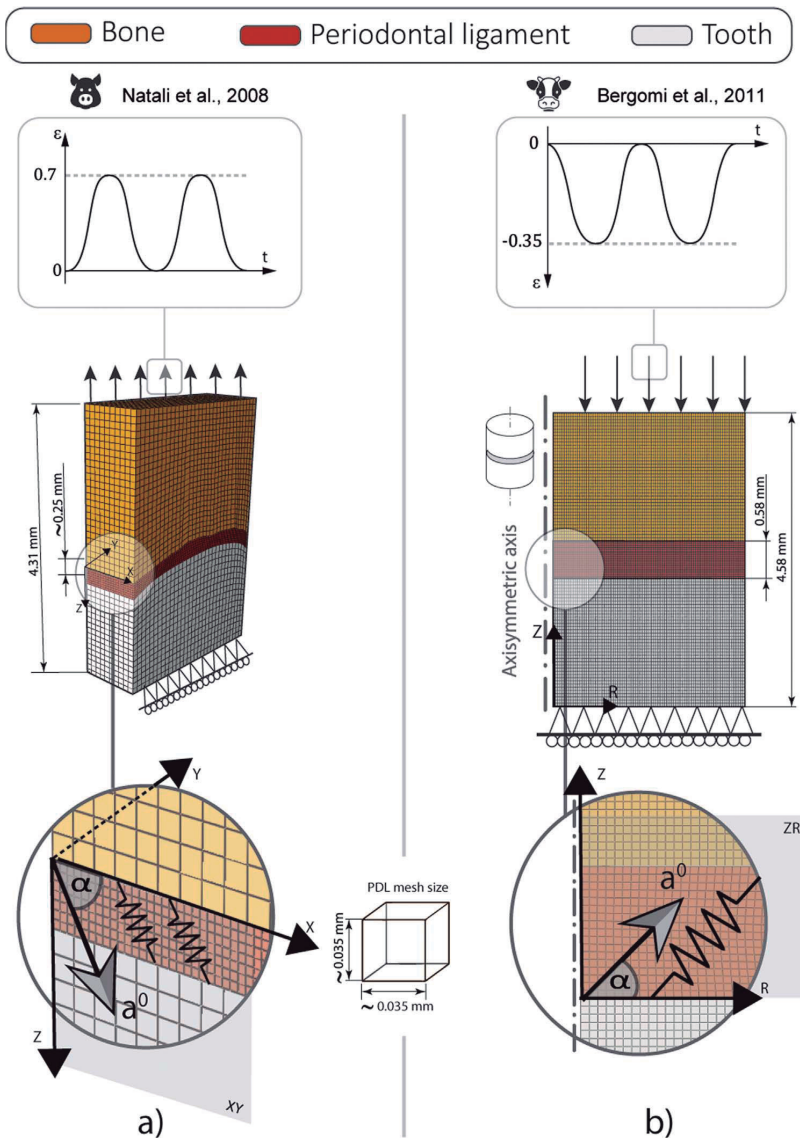 Bone
Periodontal ligament
Tooth
Natali et al., 2008
Bergomi et al., 2011
ε
t
0.7
0
0
t
-0.35
ε
4.31 mm
~0.25 mm
Y
X
Z
Axisymmetric axis
0.58 mm
4.58 mm
Z
R
Y
α
X
a⁰
Z
XY
PDL mesh size
~ 0.035 mm
~ 0.035 mm
Z
ZR
a⁰
α
R
a)
b)